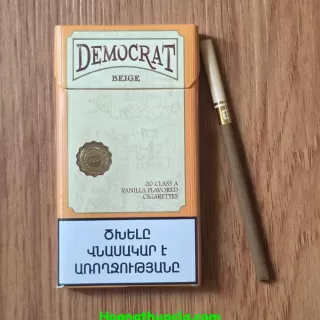 DEMOCRAT
BEIGE
20 CLASS A
VANILLA FLAVORED
CIGARETTES
ԾԽԵԼԸ
ՎՆԱՍԱԿԱՐ Է
ԱՌՈՂՋՈՒԹՅԱՆԸ